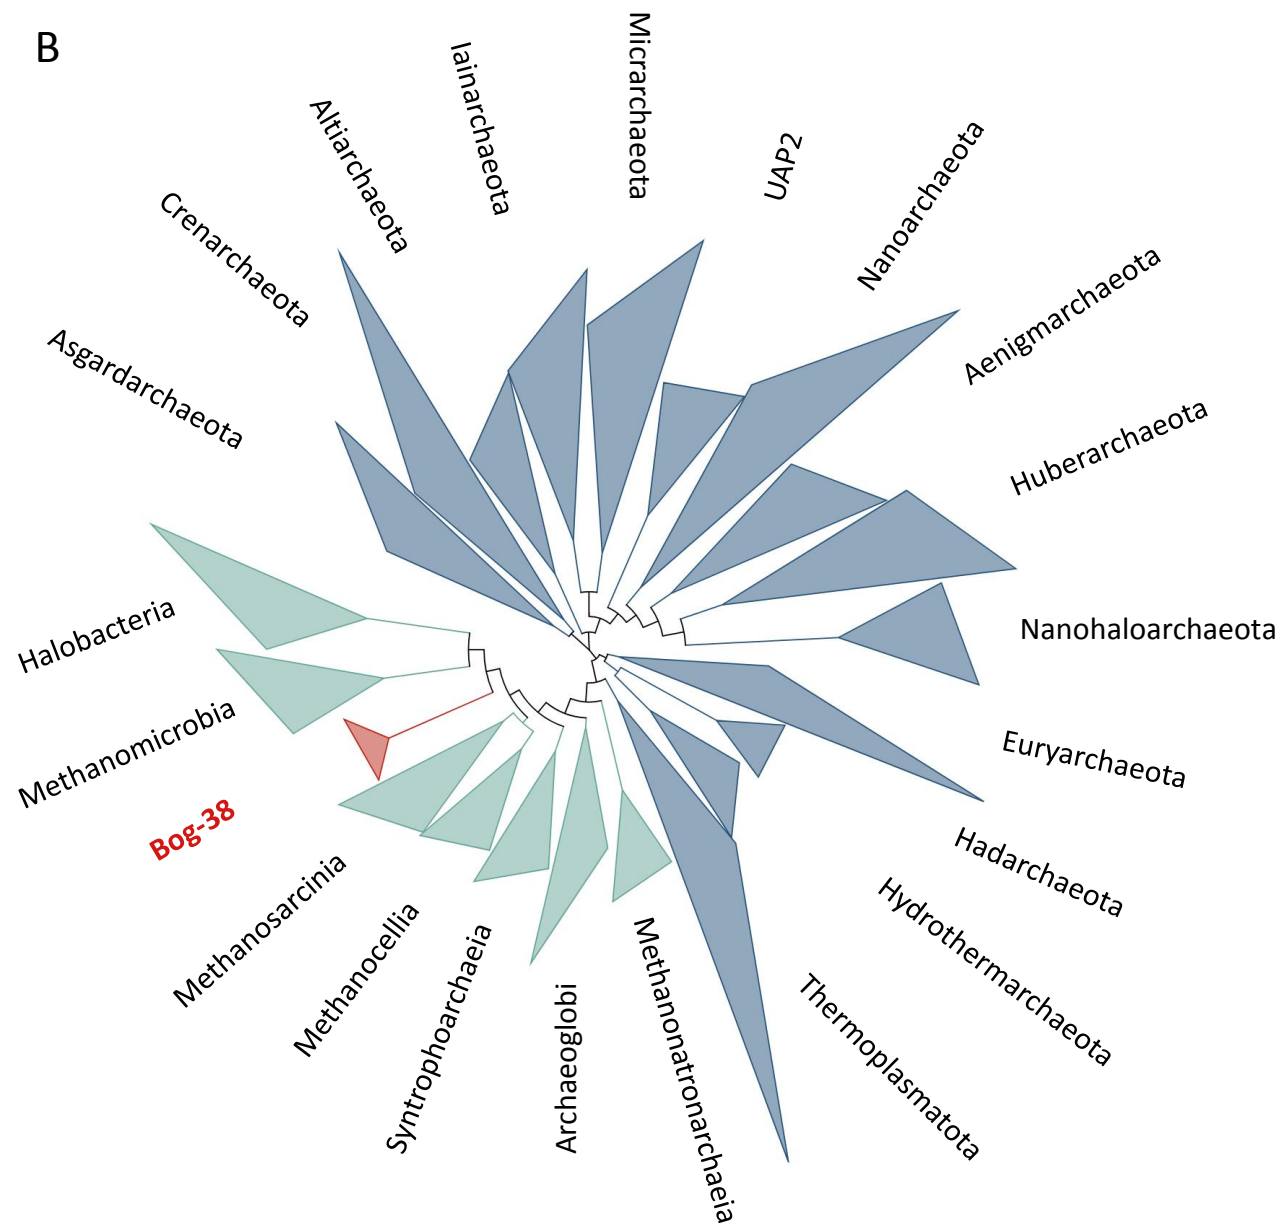 B
Micrarchaeota
Iainarchaeota
Altiarchaeota
UAP2
Nanoarchaeota
Crenarchaeota
Aenigmarchaeota
Asgardarchaeota
Huberarchaeota
Halobacteria
Nanohaloarchaeota
Methanomicrobia
Euryarchaeota
Bog-38
Hadarchaeota
Methanosarcinia
Hydrothermarchaeota
Methanocellia
Syntrophoarchaeia
Archaeoglobi
Methanonatronarchaeia
Thermoplasmatota